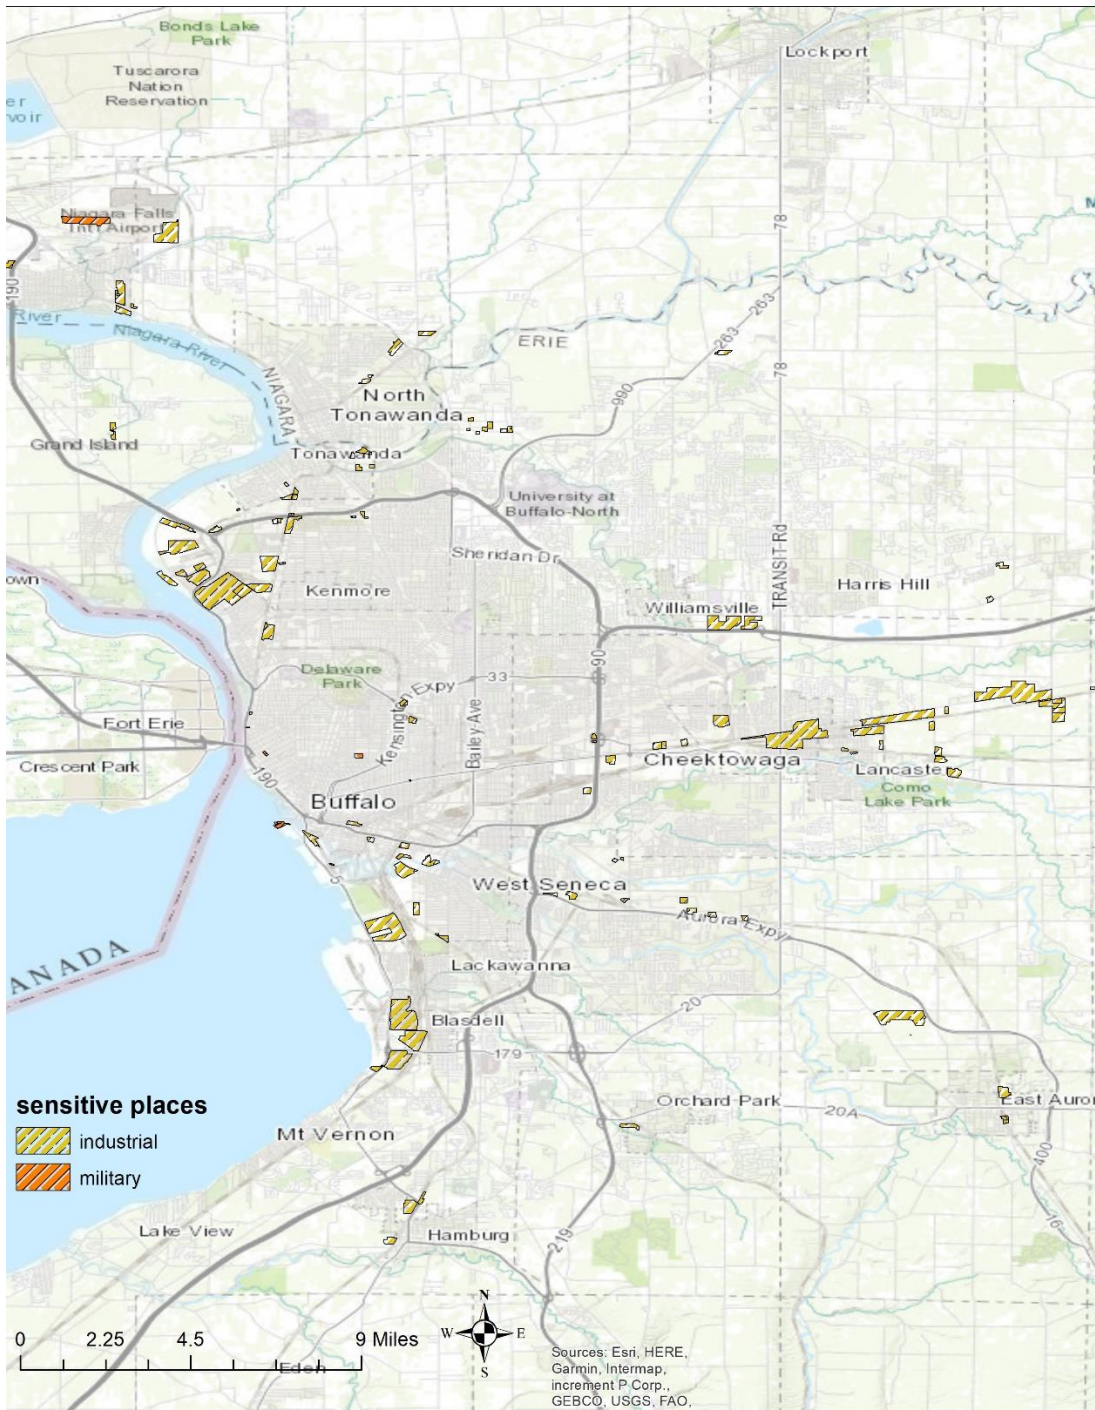 Bonds Lake
Park
Lockport
Tuscarora
Nation
Reservation
er
voir
78
M
Niagara Falls
Int'l Airport
190
River
Niagara River
263
263
ERIE
NIAGARA
78
990
North
Tonawanda
Grand Island
Tonawanda
University at
Buffalo-North
TRANSIT Rd
Sheridan Dr
own
Kenmore
Harris Hill
Williamsville
90
Delaware
Park
33
Kensington Expy
Bailey Ave
Fort Erie
Crescent Park
190
Cheektowaga
Lancaster
Como
Lake Park
Buffalo
5
West Seneca
Aurora Expy
ANADA
Lackawanna
20
Blasdell
179
sensitive places
industrial
military
Orchard Park
20A
East Auror
Mt Vernon
400
16
Lake View
Hamburg
219
N
W
E
S
0
2.25
4.5
9 Miles
Eden
Sources: Esri, HERE,
Garmin, Intermap,
increment P Corp.,
GEBCO, USGS, FAO,